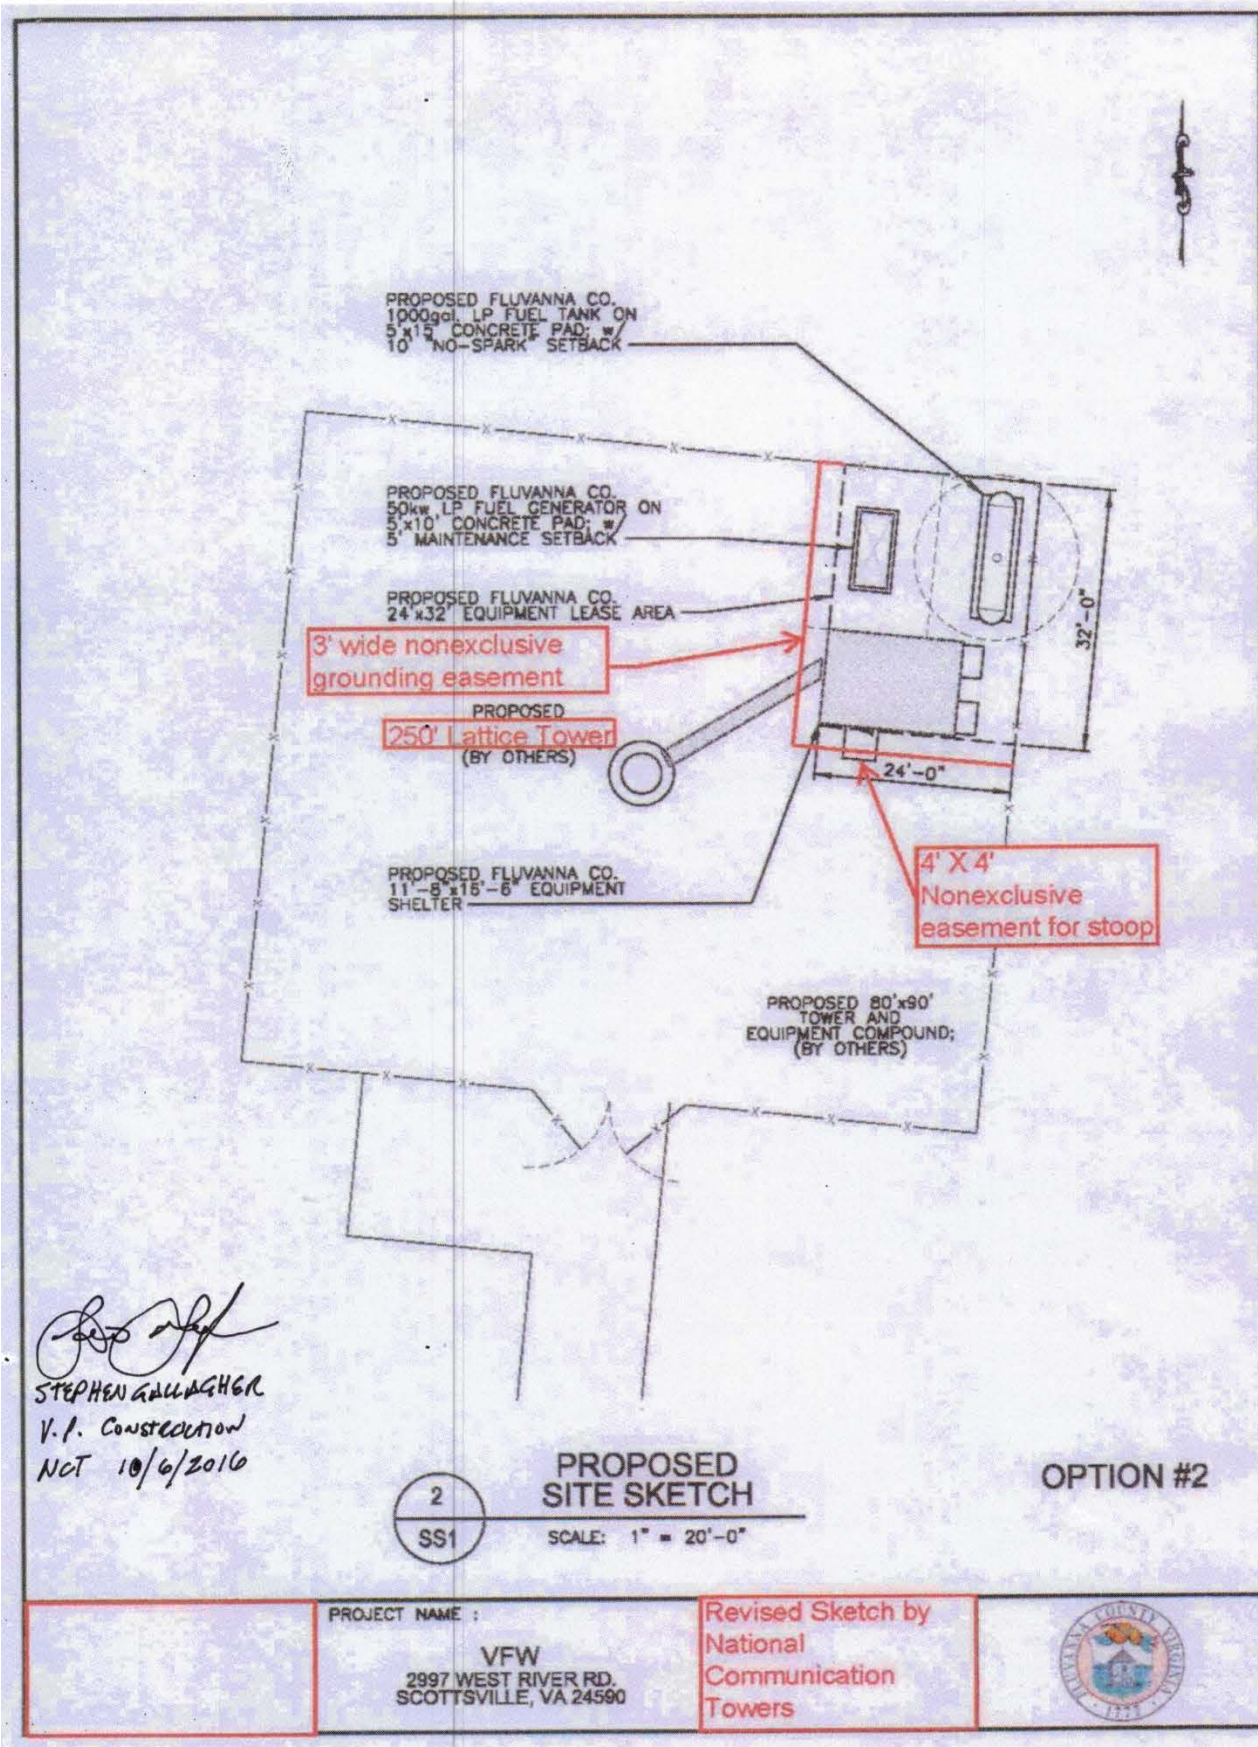 PROPOSED FLUVANNA CO.
1000gal. LP FUEL TANK ON
5'x15' CONCRETE PAD; w/
10' "NO-SPARK" SETBACK
PROPOSED FLUVANNA CO.
50kw LP FUEL GENERATOR ON
5'x10' CONCRETE PAD; w/
5' MAINTENANCE SETBACK
PROPOSED FLUVANNA CO.
24'x32' EQUIPMENT LEASE AREA
32'-0"
3' wide nonexclusive
grounding easement
PROPOSED
250' Lattice Tower
(BY OTHERS)
24'-0"
PROPOSED FLUVANNA CO.
11'-8"x15'-6" EQUIPMENT
SHELTER
4' X 4'
Nonexclusive
easement for stoop
PROPOSED 80'x90'
TOWER AND
EQUIPMENT COMPOUND;
(BY OTHERS)
STEPHEN GALLAGHER
V.P. CONSTRUCTION
NCT 10/6/2016
2
SS1
PROPOSED
SITE SKETCH
SCALE: 1" = 20'-0"
OPTION #2
PROJECT NAME :
VFW
2997 WEST RIVER RD.
SCOTTSVILLE, VA 24590
Revised Sketch by
National
Communication
Towers
FLUVANNA COUNTY VIRGINIA
1777